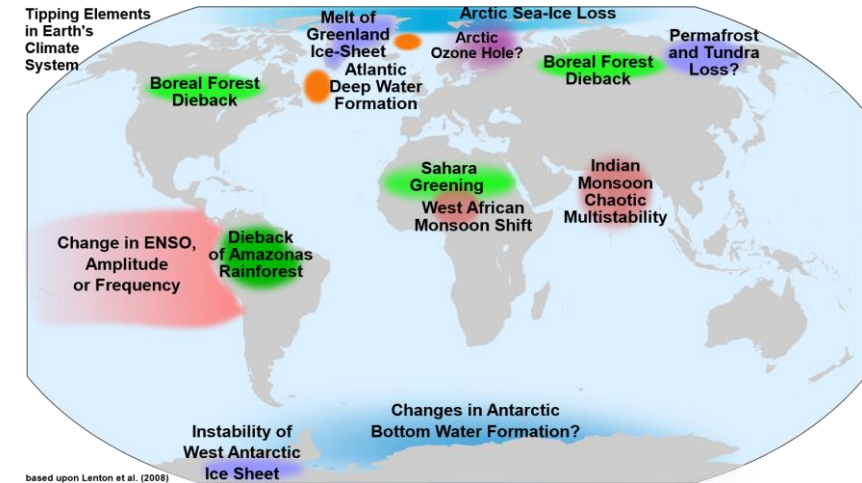 Tipping Elements
in Earth's
Climate
System
Melt of
Greenland
Ice-Sheet
Arctic Sea-Ice Loss
Arctic
Ozone Hole?
Permafrost
and Tundra
Loss?
Boreal Forest
Dieback
Atlantic
Deep Water
Formation
Boreal Forest
Dieback
Sahara
Greening
West African
Monsoon Shift
Indian
Monsoon
Chaotic
Multistability
Change in ENSO,
Amplitude
or Frequency
Dieback
of Amazonas
Rainforest
Changes in Antarctic
Bottom Water Formation?
Instability of
West Antarctic
Ice Sheet
based upon Lenton et al. (2008)